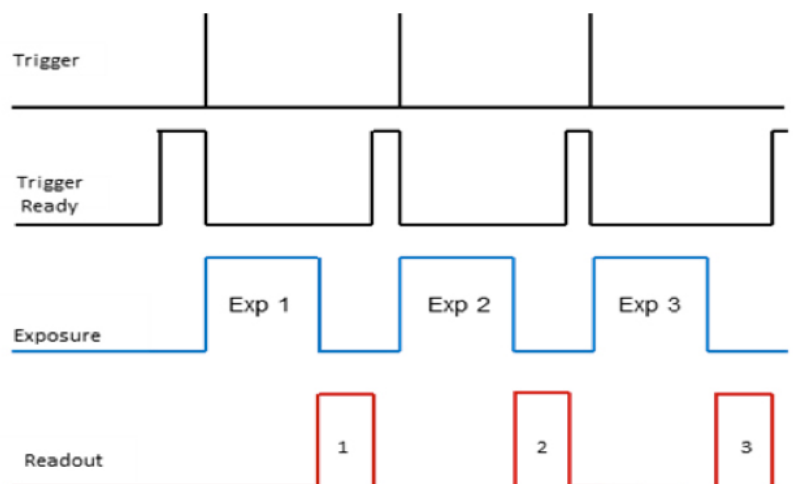 Trigger
Trigger
Ready
Exp 1
Exp 2
Exp 3
Exposure
1
2
3
Readout